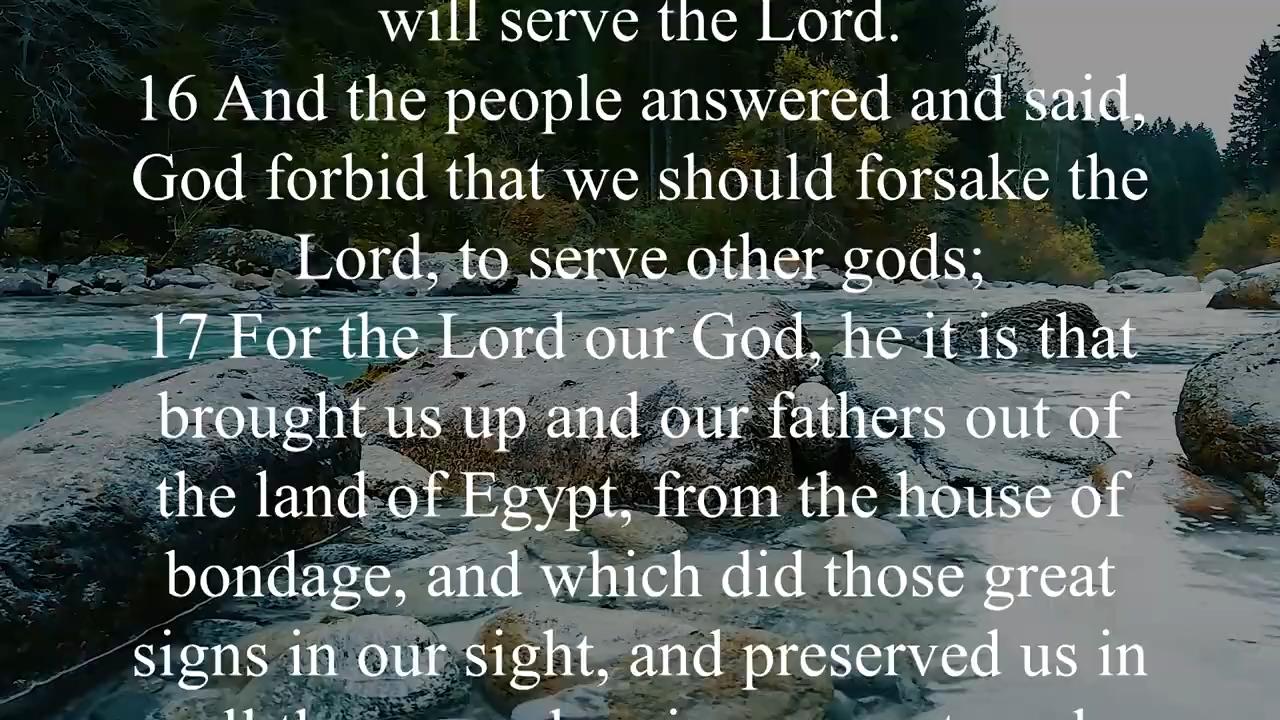 will serve the Lord.
16 And the people answered and said,
God forbid that we should forsake the
Lord, to serve other gods;
17 For the Lord our God, he it is that
brought us up and our fathers out of
the land of Egypt, from the house of
bondage, and which did those great
signs in our sight, and preserved us in